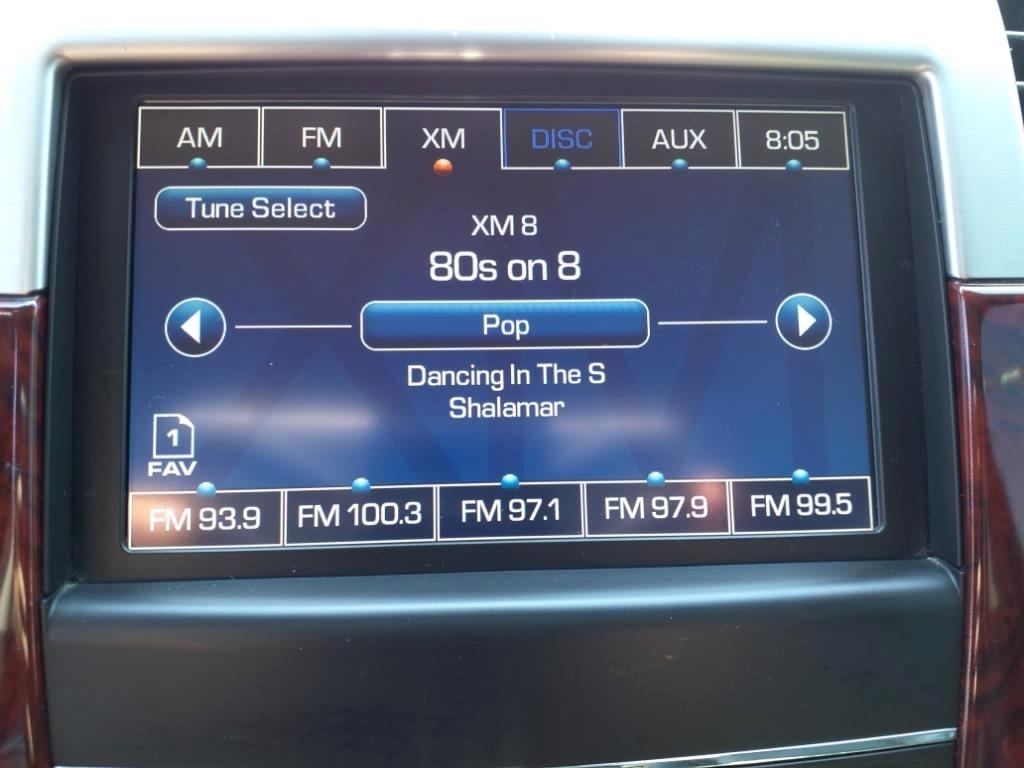 AM FM XM DISC AUX 8:05
Tune Select
XM 8
80s on 8
Pop
Dancing In The S
Shalamar
1
FAV
FM 93.9 FM 100.3 FM 97.1 FM 97.9 FM 99.5